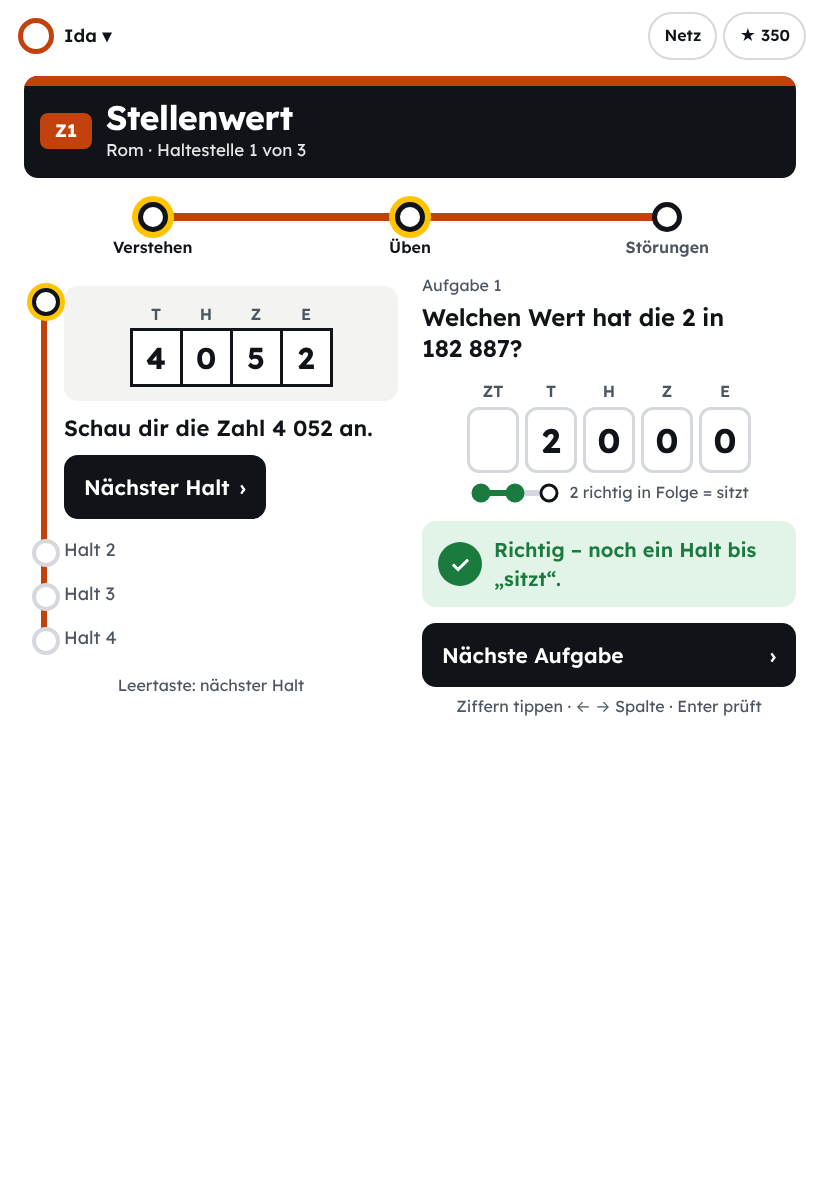 Ida ▾
Netz
★ 350
Z1
Stellenwert
Rom · Haltestelle 1 von 3
Verstehen
Üben
Störungen
T H Z E
4 0 5 2
Schau dir die Zahl 4 052 an.
Nächster Halt ›
Halt 2
Halt 3
Halt 4
Leertaste: nächster Halt
Aufgabe 1
Welchen Wert hat die 2 in
182 887?
ZT T H Z E
2 0 0 0
2 richtig in Folge = sitzt
Richtig – noch ein Halt bis
„sitzt“.
Nächste Aufgabe ›
Ziffern tippen · ← → Spalte · Enter prüft